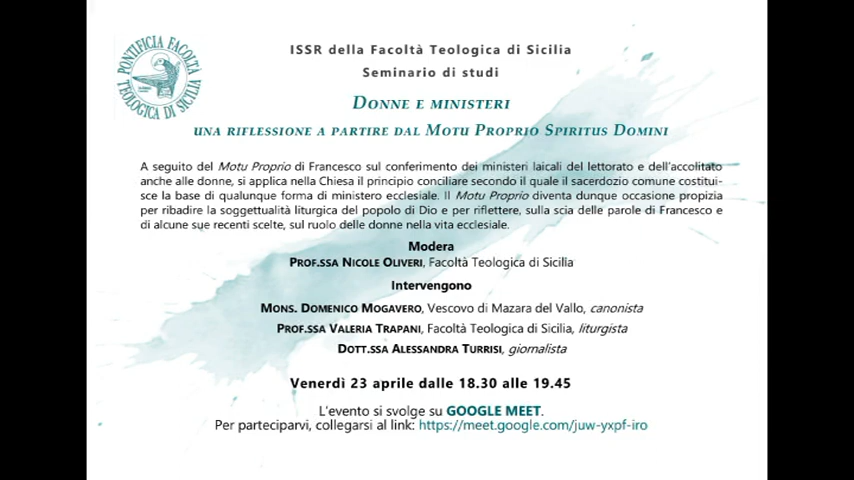 PONTIFICIA FACOLTÀ
TEOLOGICA DI SICILIA
ISSR della Facoltà Teologica di Sicilia
Seminario di studi
DONNE E MINISTERI
UNA RIFLESSIONE A PARTIRE DAL MOTU PROPRIO SPIRITUS DOMINI
A seguito del Motu Proprio di Francesco sul conferimento dei ministeri laicali del lettorato e dell'accolitato
anche alle donne, si applica nella Chiesa il principio conciliare secondo il quale il sacerdozio comune costitui-
sce la base di qualunque forma di ministero ecclesiale. Il Motu Proprio diventa dunque occasione propizia
per ribadire la soggettualità liturgica del popolo di Dio e per riflettere, sulla scia delle parole di Francesco e
di alcune sue recenti scelte, sul ruolo delle donne nella vita ecclesiale.
Modera
PROF.SSA NICOLE OLIVERI, Facoltà Teologica di Sicilia
Intervengono
MONS. DOMENICO MOGAVERO, Vescovo di Mazara del Vallo, canonista
PROF.SSA VALERIA TRAPANI, Facoltà Teologica di Sicilia, liturgista
DOTT.SSA ALESSANDRA TURRISI, giornalista
Venerdì 23 aprile dalle 18.30 alle 19.45
L'evento si svolge su GOOGLE MEET.
Per parteciparvi, collegarsi al link: https://meet.google.com/juw-yxpf-iro